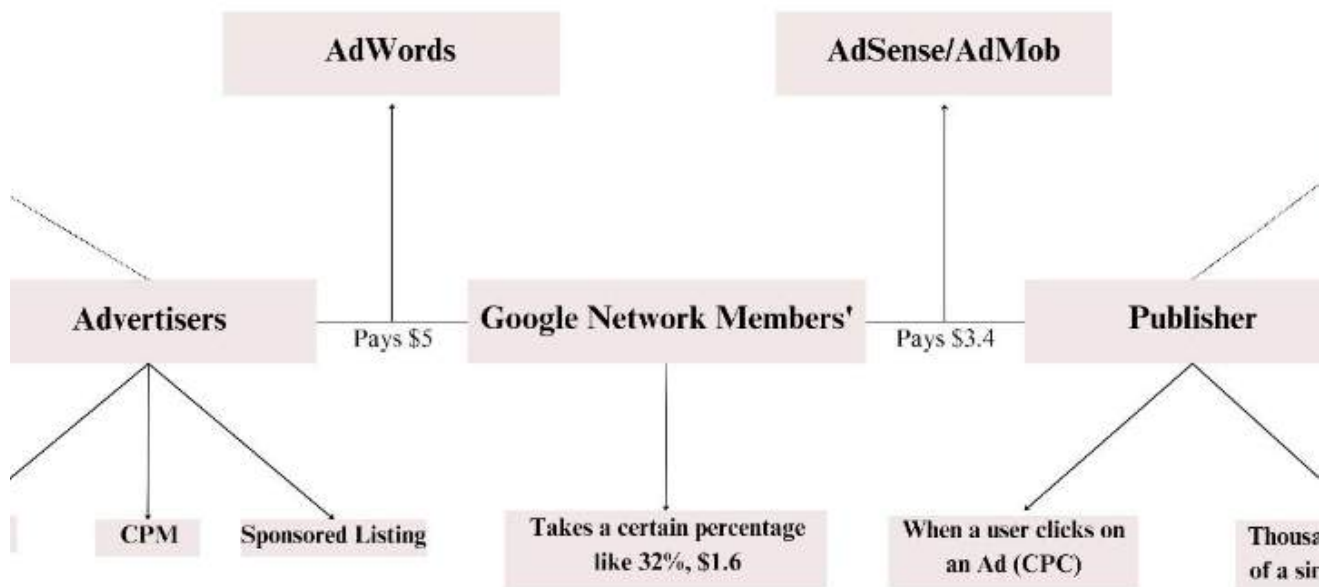 AdWords
AdSense/AdMob
Advertisers
Pays $5
Google Network Members'
Pays $3.4
Publisher
CPM
Sponsored Listing
Takes a certain percentage
like 32%, $1.6
When a user clicks on
an Ad (CPC)
of a